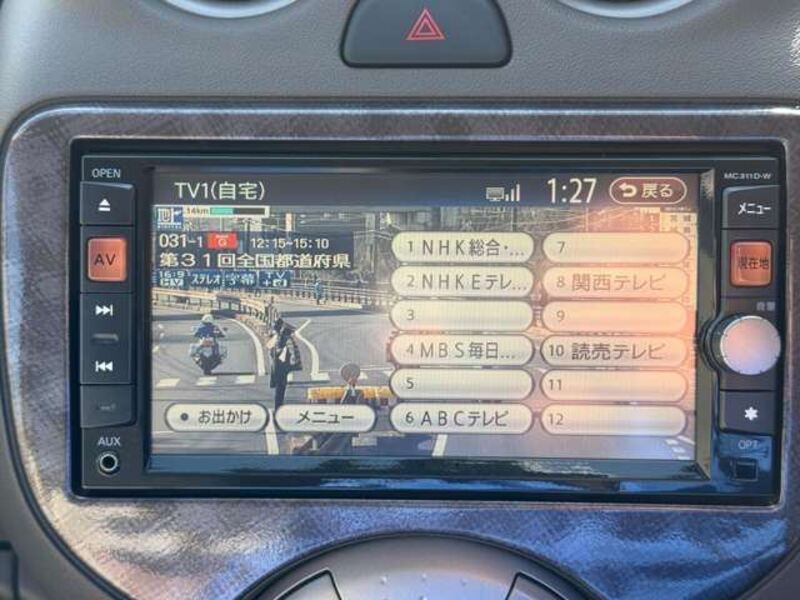 OPEN
MC311D-W
TV1(自宅)
1:27
戻る
メニュー
14km
031-1
12:15~15:10
第31回全国都道府県
16:9
ステレオ
字幕
AV
現在地
音量
1 NHK総合・...
2 NHKEテレ...
3
4 MBS毎日...
5
6 ABCテレビ
7
8 関西テレビ
9
10 読売テレビ
11
12
お出かけ
メニュー
AUX